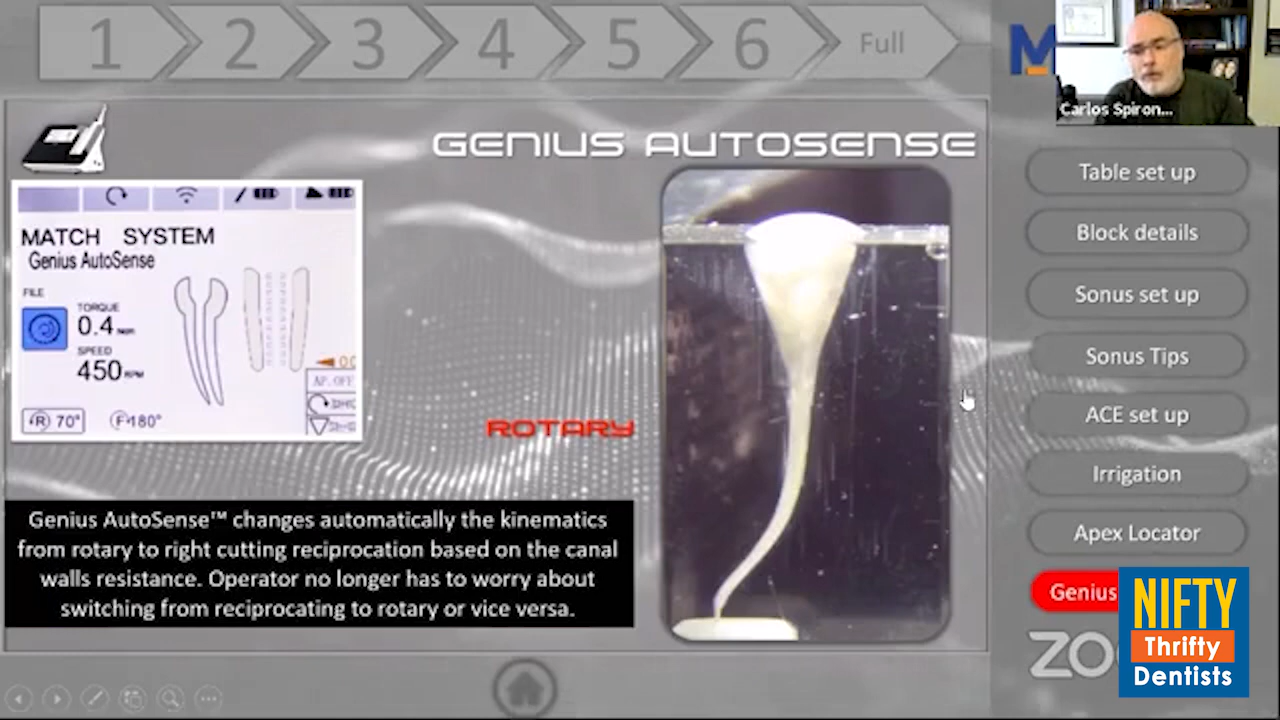 1
2
3
4
5
6
Full
M
Carlos Spiron...
GENIUS AUTOSENSE
MATCH SYSTEM
Genius AutoSense
FILE
TORQUE
0.4 Ncm
SPEED
450 RPM
R 70°
F 180°
AP. OFF
ROTARY
Genius AutoSense™ changes automatically the kinematics
from rotary to right cutting reciprocation based on the canal
walls resistance. Operator no longer has to worry about
switching from reciprocating to rotary or vice versa.
Table set up
Block details
Sonus set up
Sonus Tips
ACE set up
Irrigation
Apex Locator
Genius
ZO
NIFTY
Thrifty
Dentists